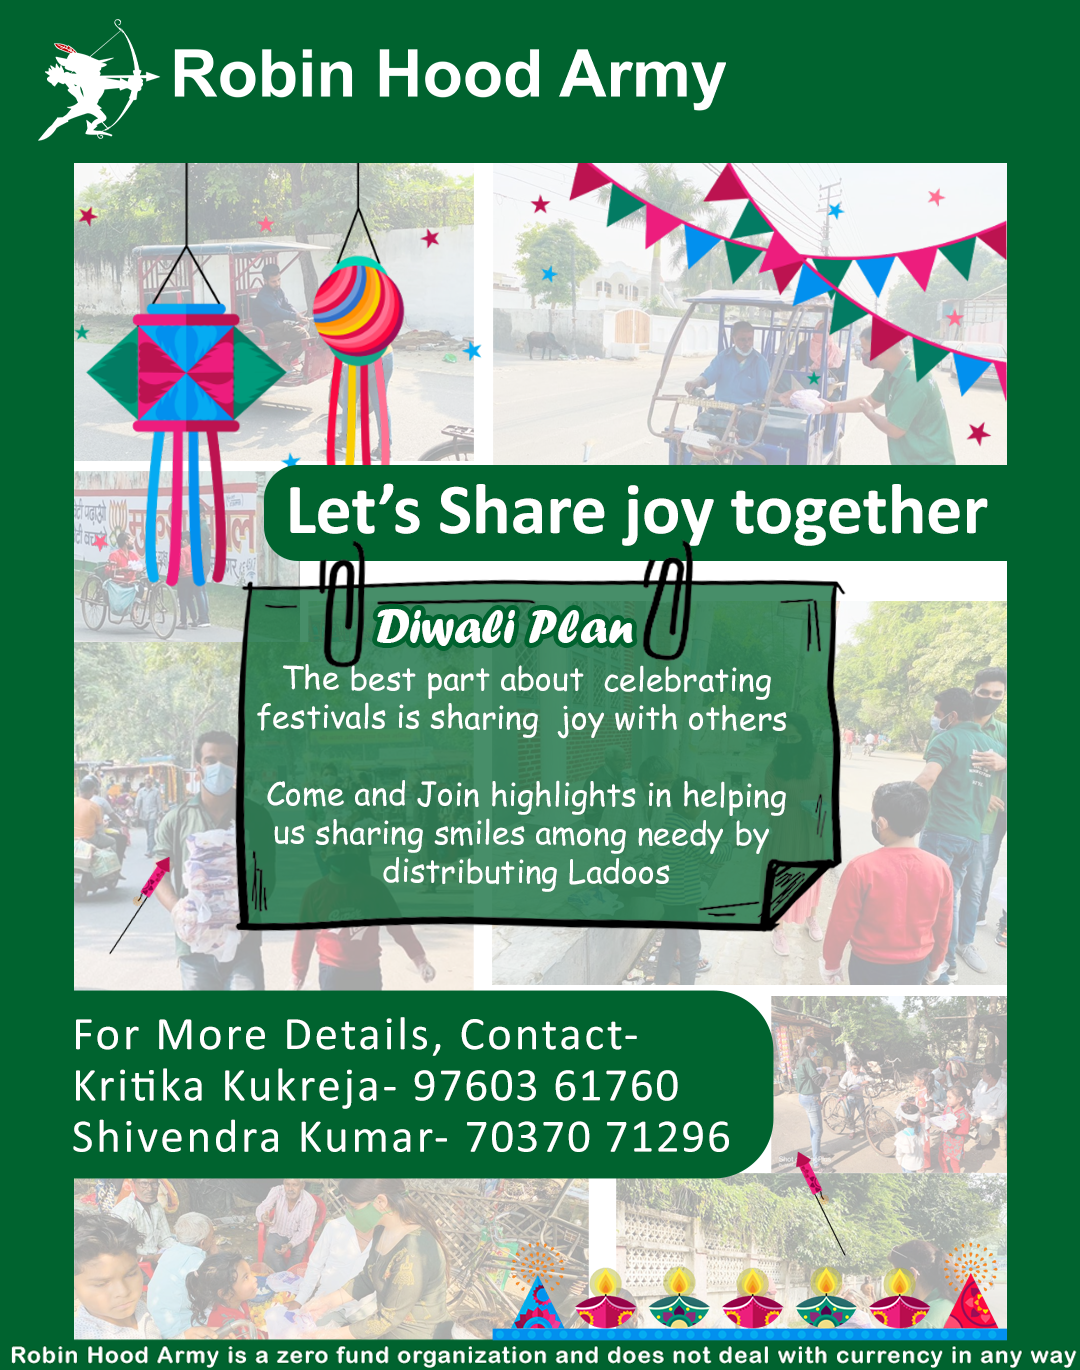 Robin Hood Army
Let's Share joy together
Diwali Plan
The best part about celebrating
festivals is sharing joy with others
Come and Join highlights in helping
us sharing smiles among needy by
distributing Ladoos
For More Details, Contact-
Kritika Kukreja- 97603 61760
Shivendra Kumar- 70370 71296
Robin Hood Army is a zero fund organization and does not deal with currency in any way